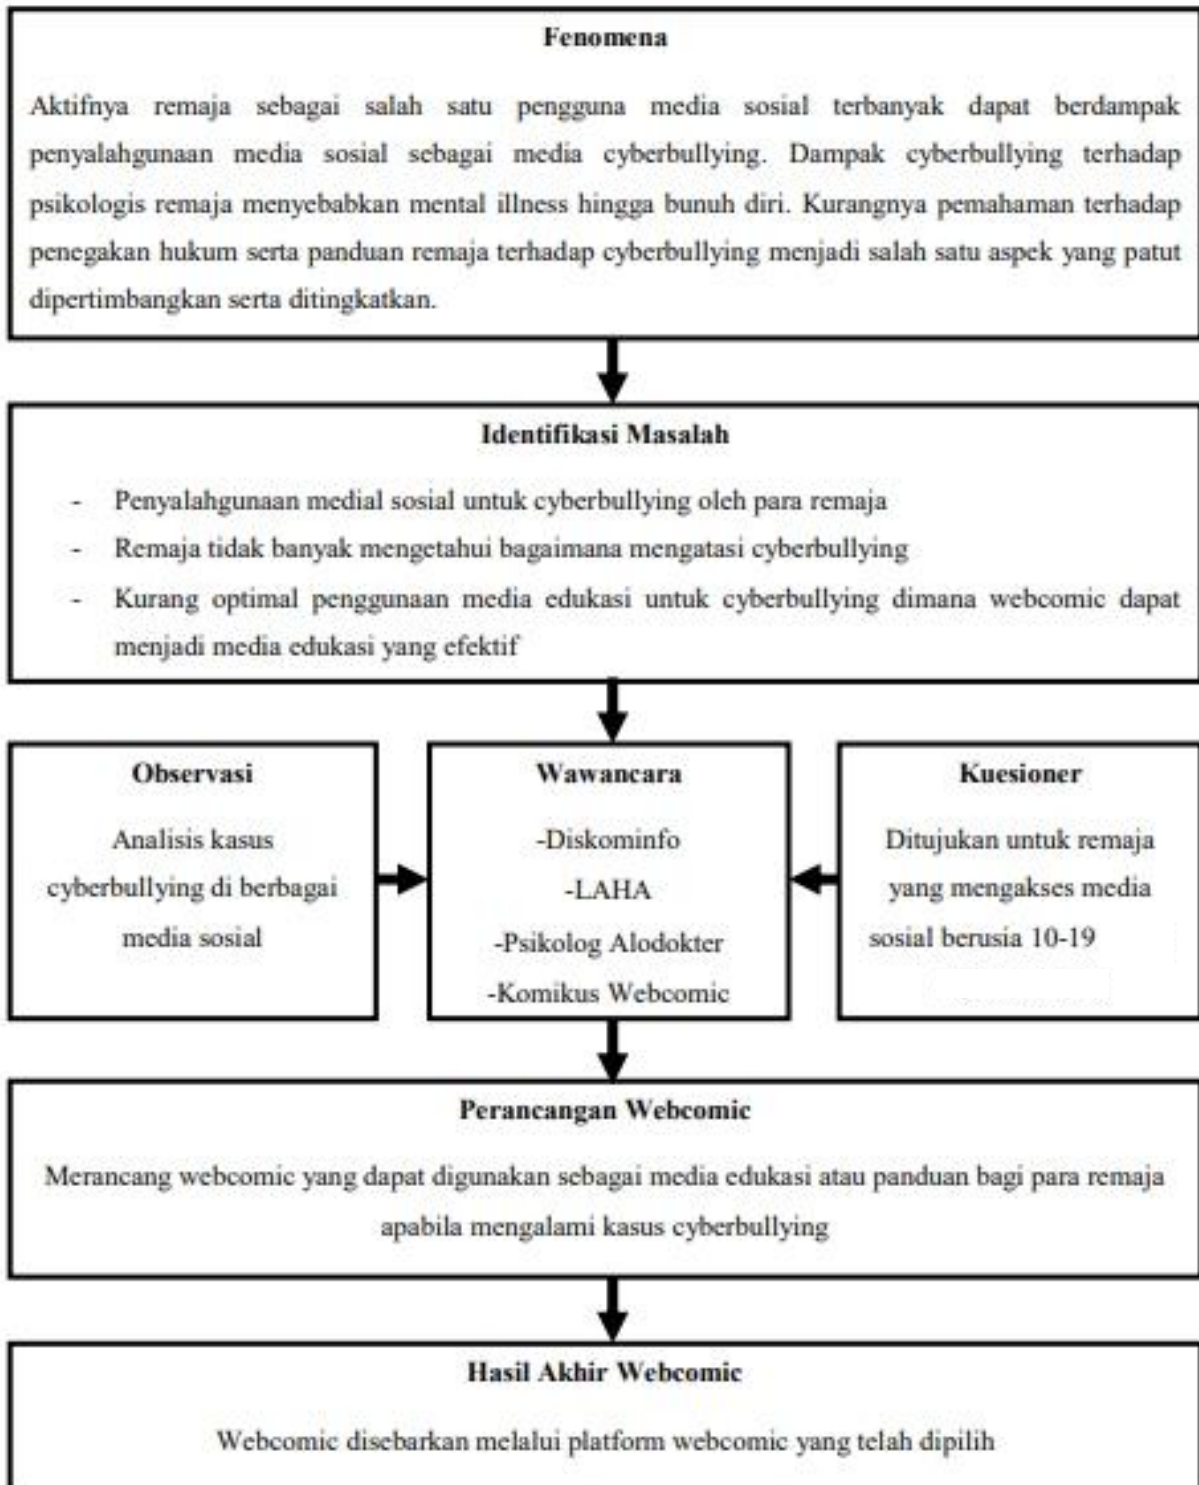 Fenomena
Aktifnya remaja sebagai salah satu pengguna media sosial terbanyak dapat berdampak
penyalahgunaan media sosial sebagai media cyberbullying. Dampak cyberbullying terhadap
psikologis remaja menyebabkan mental illness hingga bunuh diri. Kurangnya pemahaman terhadap
penegakan hukum serta panduan remaja terhadap cyberbullying menjadi salah satu aspek yang patut
dipertimbangkan serta ditingkatkan.
Identifikasi Masalah
- Penyalahgunaan medial sosial untuk cyberbullying oleh para remaja
- Remaja tidak banyak mengetahui bagaimana mengatasi cyberbullying
- Kurang optimal penggunaan media edukasi untuk cyberbullying dimana webcomic dapat
menjadi media edukasi yang efektif
Observasi
Analisis kasus
cyberbullying di berbagai
media sosial
Wawancara
-Diskominfo
-LAHA
-Psikolog Alodokter
-Komikus Webcomic
Kuesioner
Ditujukan untuk remaja
yang mengakses media
sosial berusia 10-19
Perancangan Webcomic
Merancang webcomic yang dapat digunakan sebagai media edukasi atau panduan bagi para remaja
apabila mengalami kasus cyberbullying
Hasil Akhir Webcomic
Webcomic disebarkan melalui platform webcomic yang telah dipilih